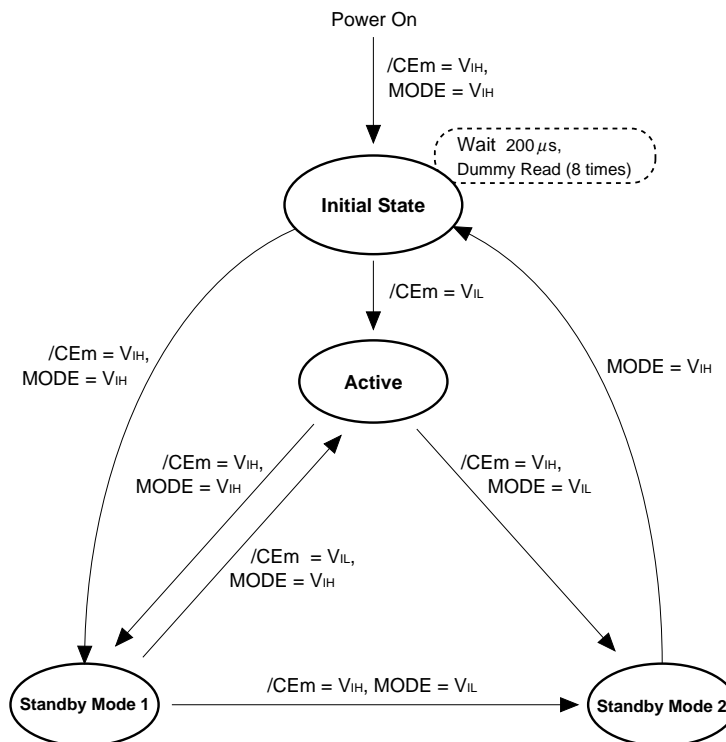 Power On
/CEm = VIH,
MODE = VIH
Wait 200 μs,
Dummy Read (8 times)
Initial State
/CEm = VIL
/CEm = VIH,
MODE = VIH
MODE = VIH
Active
/CEm = VIH,
MODE = VIH
/CEm = VIH,
MODE = VIL
/CEm = VIL,
MODE = VIH
/CEm = VIH, MODE = VIL
Standby Mode 1
Standby Mode 2